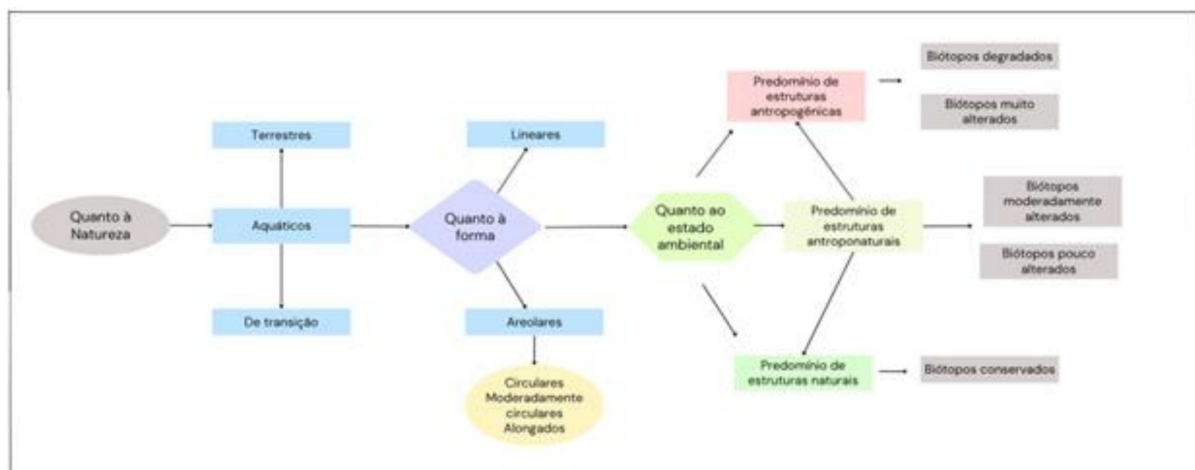 Quanto à
Natureza
Terrestres
Aquáticos
De transição
Quanto à
forma
Lineares
Areolares
Circulares
Moderadamente
circulares
Alongados
Quanto ao
estado
ambiental
Predomínio de
estruturas
antropogênicas
Predomínio de
estruturas
antroponaturais
Predomínio de
estruturas naturais
Biótopos degradados
Biótopos muito
alterados
Biótopos
moderadamente
alterados
Biótopos pouco
alterados
Biótopos conservados